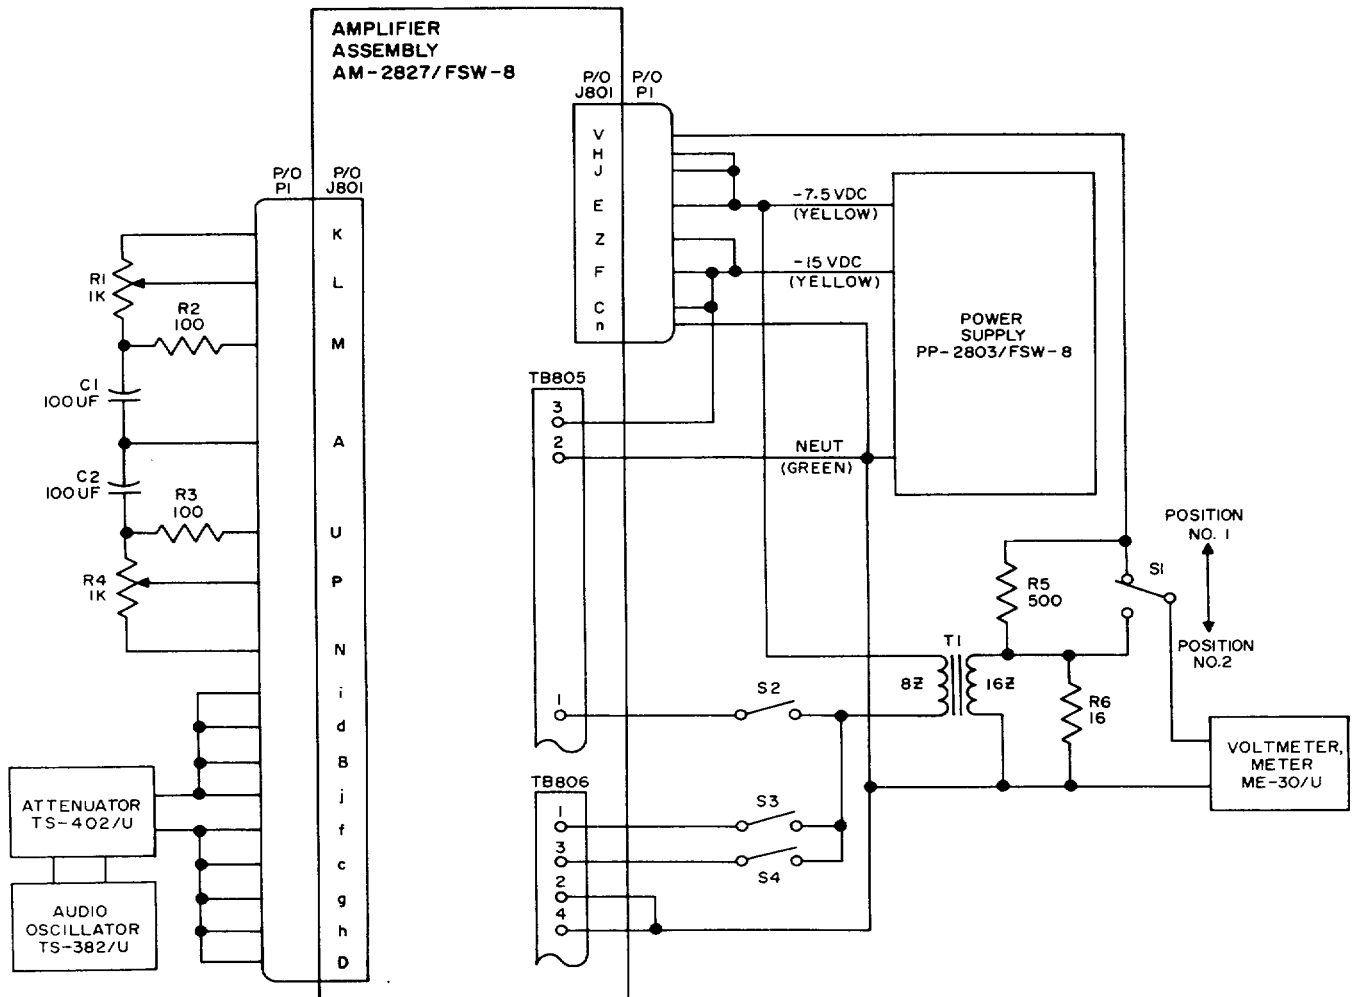 AMPLIFIER
ASSEMBLY
AM-2827/FSW-8
P/O
J801
P/O
P1
V
H
J
E
Z
F
C
n
-7.5 VDC
(YELLOW)
-15 VDC
(YELLOW)
POWER
SUPPLY
PP-2803/FSW-8
P/O
P1
P/O
J801
K
L
M
A
U
P
N
i
d
B
j
f
c
g
h
D
R1
1K
R2
100
C1
100UF
C2
100UF
R3
100
R4
1K
TB805
3
2
1
NEUT
(GREEN)
POSITION
NO. 1
S1
POSITION
NO.2
R5
500
T1
8Z
16Z
R6
16
S2
TB806
1
3
2
4
S3
S4
VOLTMETER,
METER
ME-30/U
ATTENUATOR
TS-402/U
AUDIO
OSCILLATOR
TS-382/U